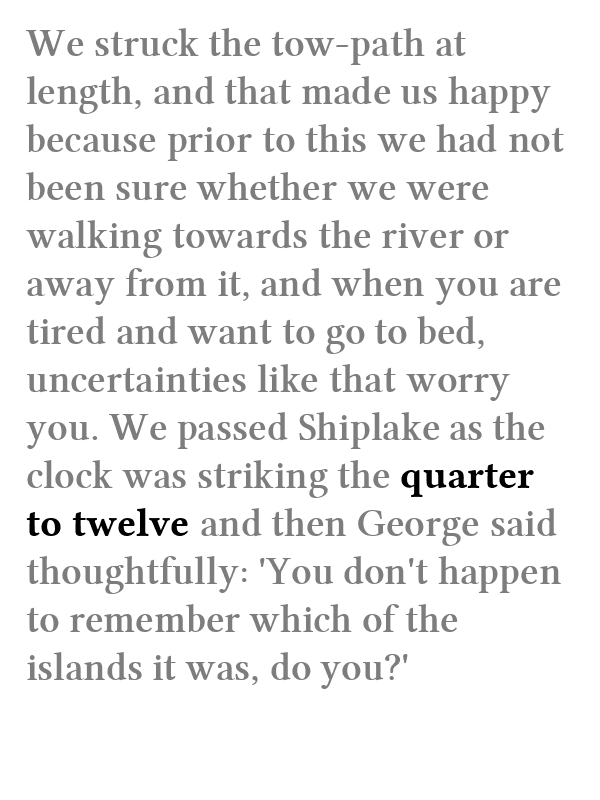 We struck the tow-path at
length, and that made us happy
because prior to this we had not
been sure whether we were
walking towards the river or
away from it, and when you are
tired and want to go to bed,
uncertainties like that worry
you. We passed Shiplake as the
clock was striking the quarter
to twelve and then George said
thoughtfully: 'You don't happen
to remember which of the
islands it was, do you?'